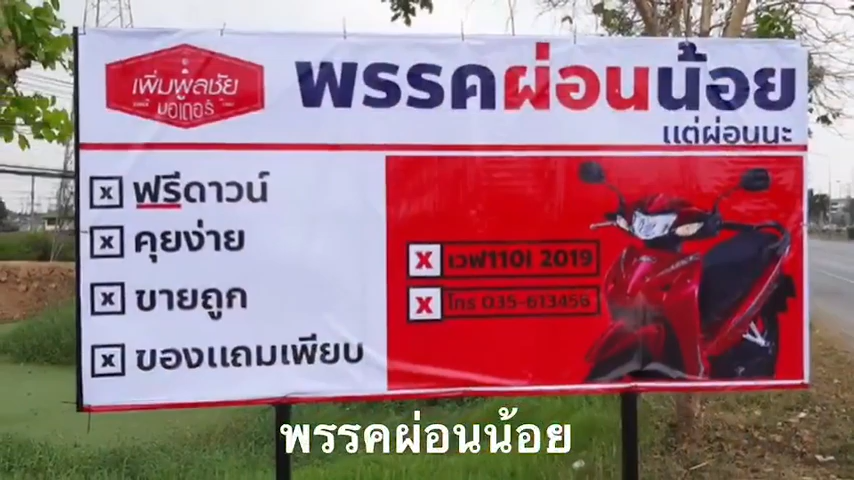 เพิ่มพูลชัย
มอเตอร์
พรรคผ่อนน้อย
แต่ผ่อนนะ
x ฟรีดาวน์
x คุยง่าย
x ขายถูก
x ของแถมเพียบ
x เวฟ110I 2019
x โทร 035-613456
พรรคผ่อนน้อย